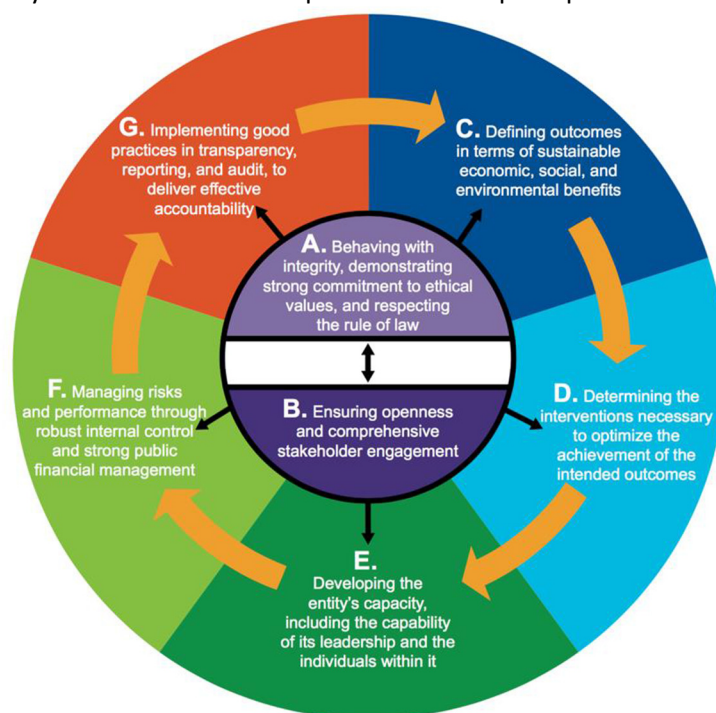 G. Implementing good
practices in transparency,
reporting, and audit, to
deliver effective
accountability
C. Defining outcomes
in terms of sustainable
economic, social, and
environmental benefits
A. Behaving with
integrity, demonstrating
strong commitment to ethical
values, and respecting
the rule of law
F. Managing risks
and performance through
robust internal control
and strong public
financial management
B. Ensuring openness
and comprehensive
stakeholder engagement
D. Determining the
interventions necessary
to optimize the
achievement of the
intended outcomes
E.
Developing the
entity's capacity,
including the capability
of its leadership and the
individuals within it